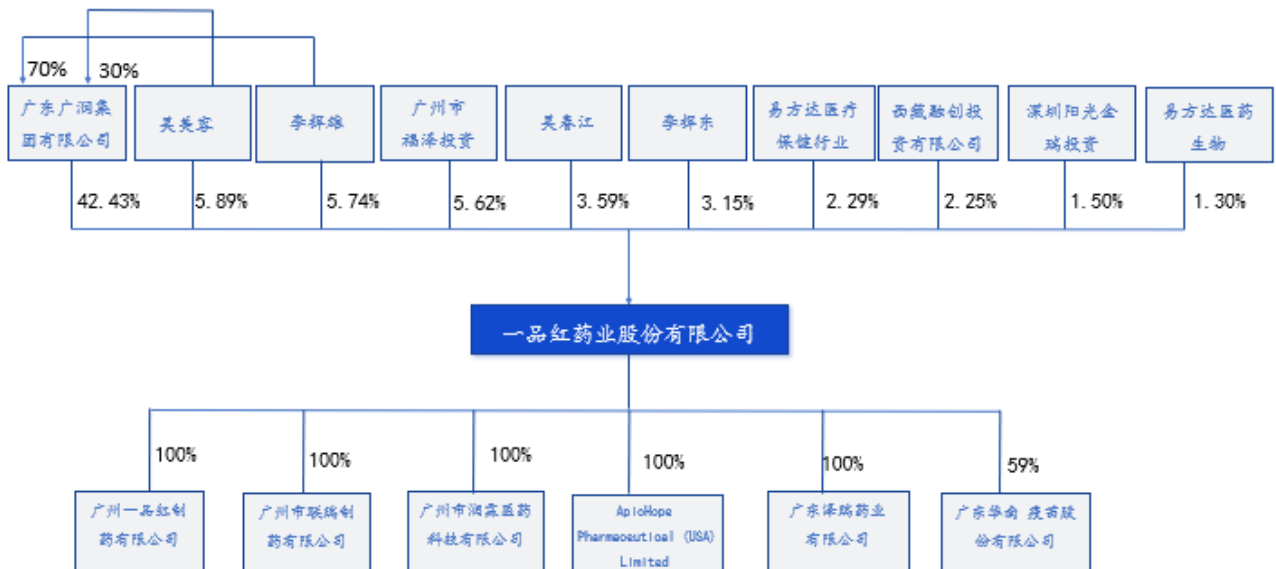 70%
30%
广东广润集
团有限公司
吴美容
李捍雄
广州市
福泽投资
吴春江
李捍东
易方达医疗
保健行业
西藏融创投
资有限公司
深圳阳光金
瑞投资
易方达医药
生物
42.43%
5.89%
5.74%
5.62%
3.59%
3.15%
2.29%
2.25%
1.50%
1.30%
一品红药业股份有限公司
100%
100%
100%
100%
100%
59%
广州一品红制
药有限公司
广州市联瑞制
药有限公司
广州市润霖医药
科技有限公司
ApicHope
Pharmaceutical (USA)
Limited
广东泽瑞药业
有限公司
广东华南 疫苗股
份有限公司